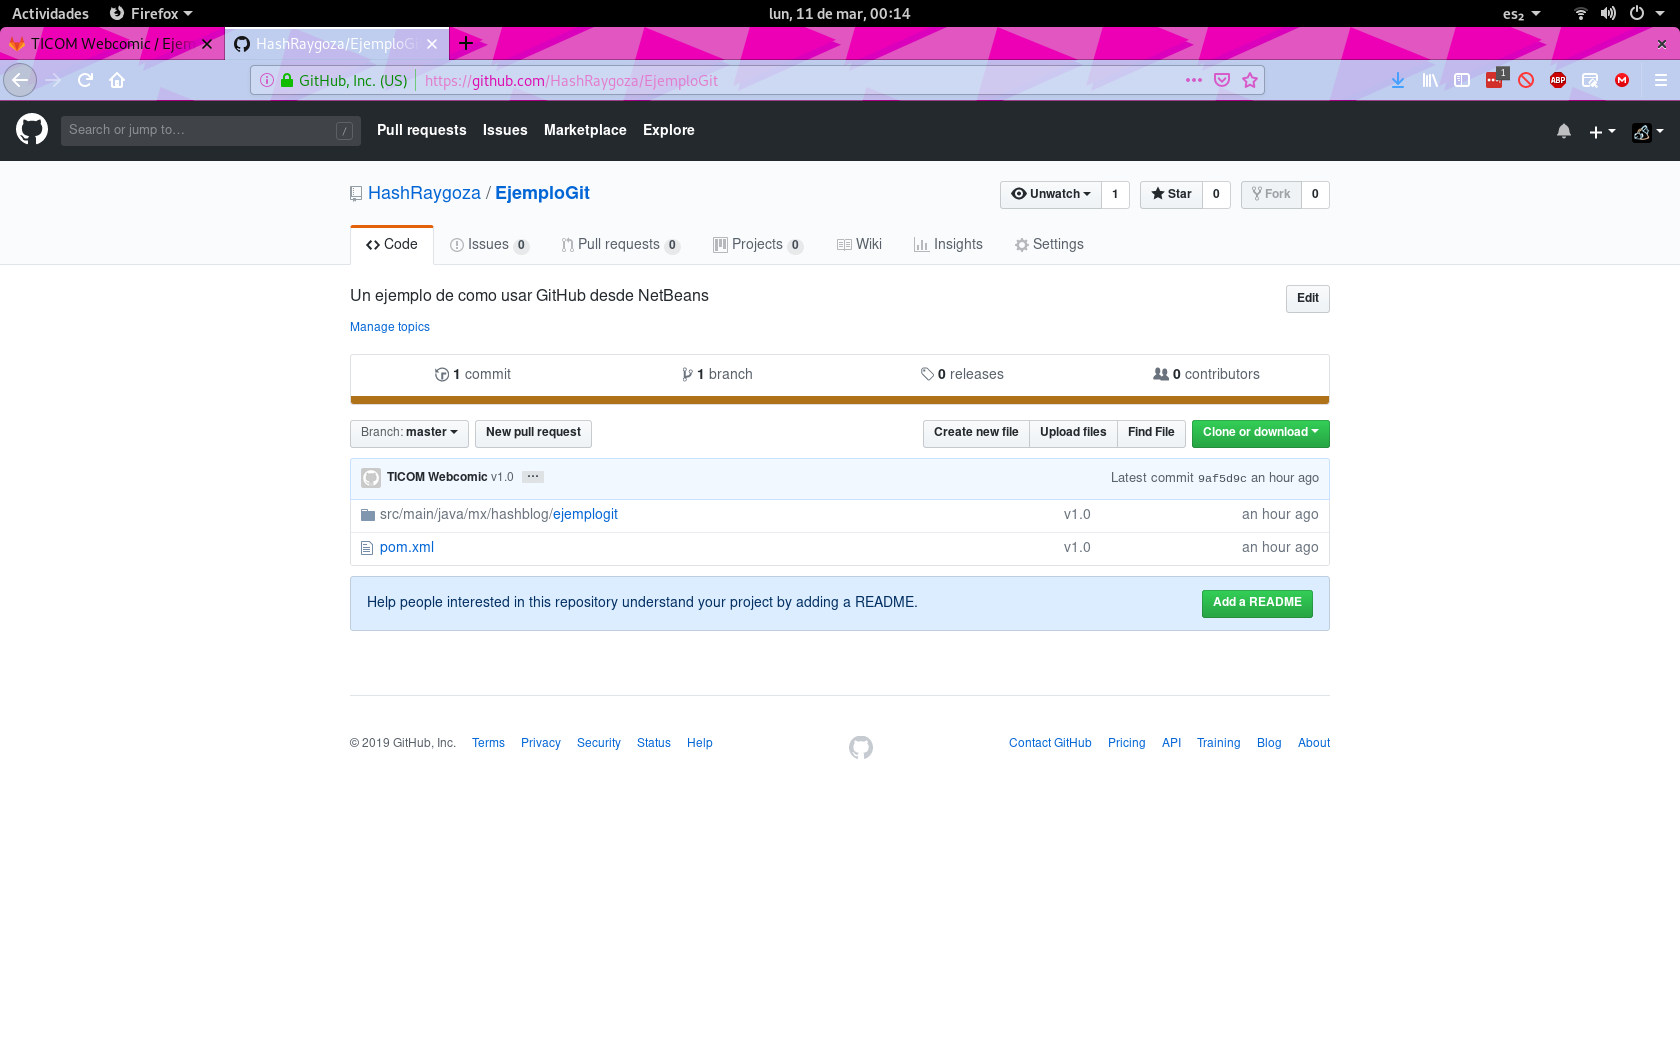 Actividades Firefox lun, 11 de mar, 00:14 es₂
TICOM Webcomic / Ejem HashRaygoza/EjemploGi
GitHub, Inc. (US) https://github.com/HashRaygoza/EjemploGit 1 ABP M
Search or jump to… / Pull requests Issues Marketplace Explore
HashRaygoza / EjemploGit Unwatch 1 Star 0 Fork 0
Code Issues 0 Pull requests 0 Projects 0 Wiki Insights Settings
Un ejemplo de como usar GitHub desde NetBeans Edit
Manage topics
1 commit 1 branch 0 releases 0 contributors
Branch: master New pull request Create new file Upload files Find File Clone or download
TICOM Webcomic v1.0 … Latest commit 9af5d9c an hour ago
src/main/java/mx/hashblog/ejemplogit v1.0 an hour ago
pom.xml v1.0 an hour ago
Help people interested in this repository understand your project by adding a README. Add a README
© 2019 GitHub, Inc. Terms Privacy Security Status Help Contact GitHub Pricing API Training Blog About